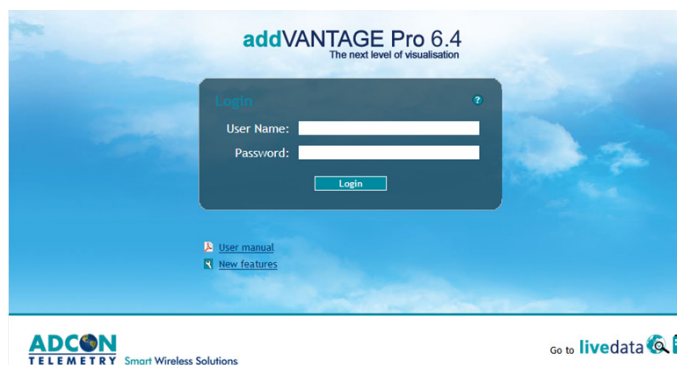 addVANTAGE Pro 6.4
The next level of visualisation
Login
?
User Name:
Password:
Login
User manual
New features
ADCON
TELEMETRY Smart Wireless Solutions
Go to livedata